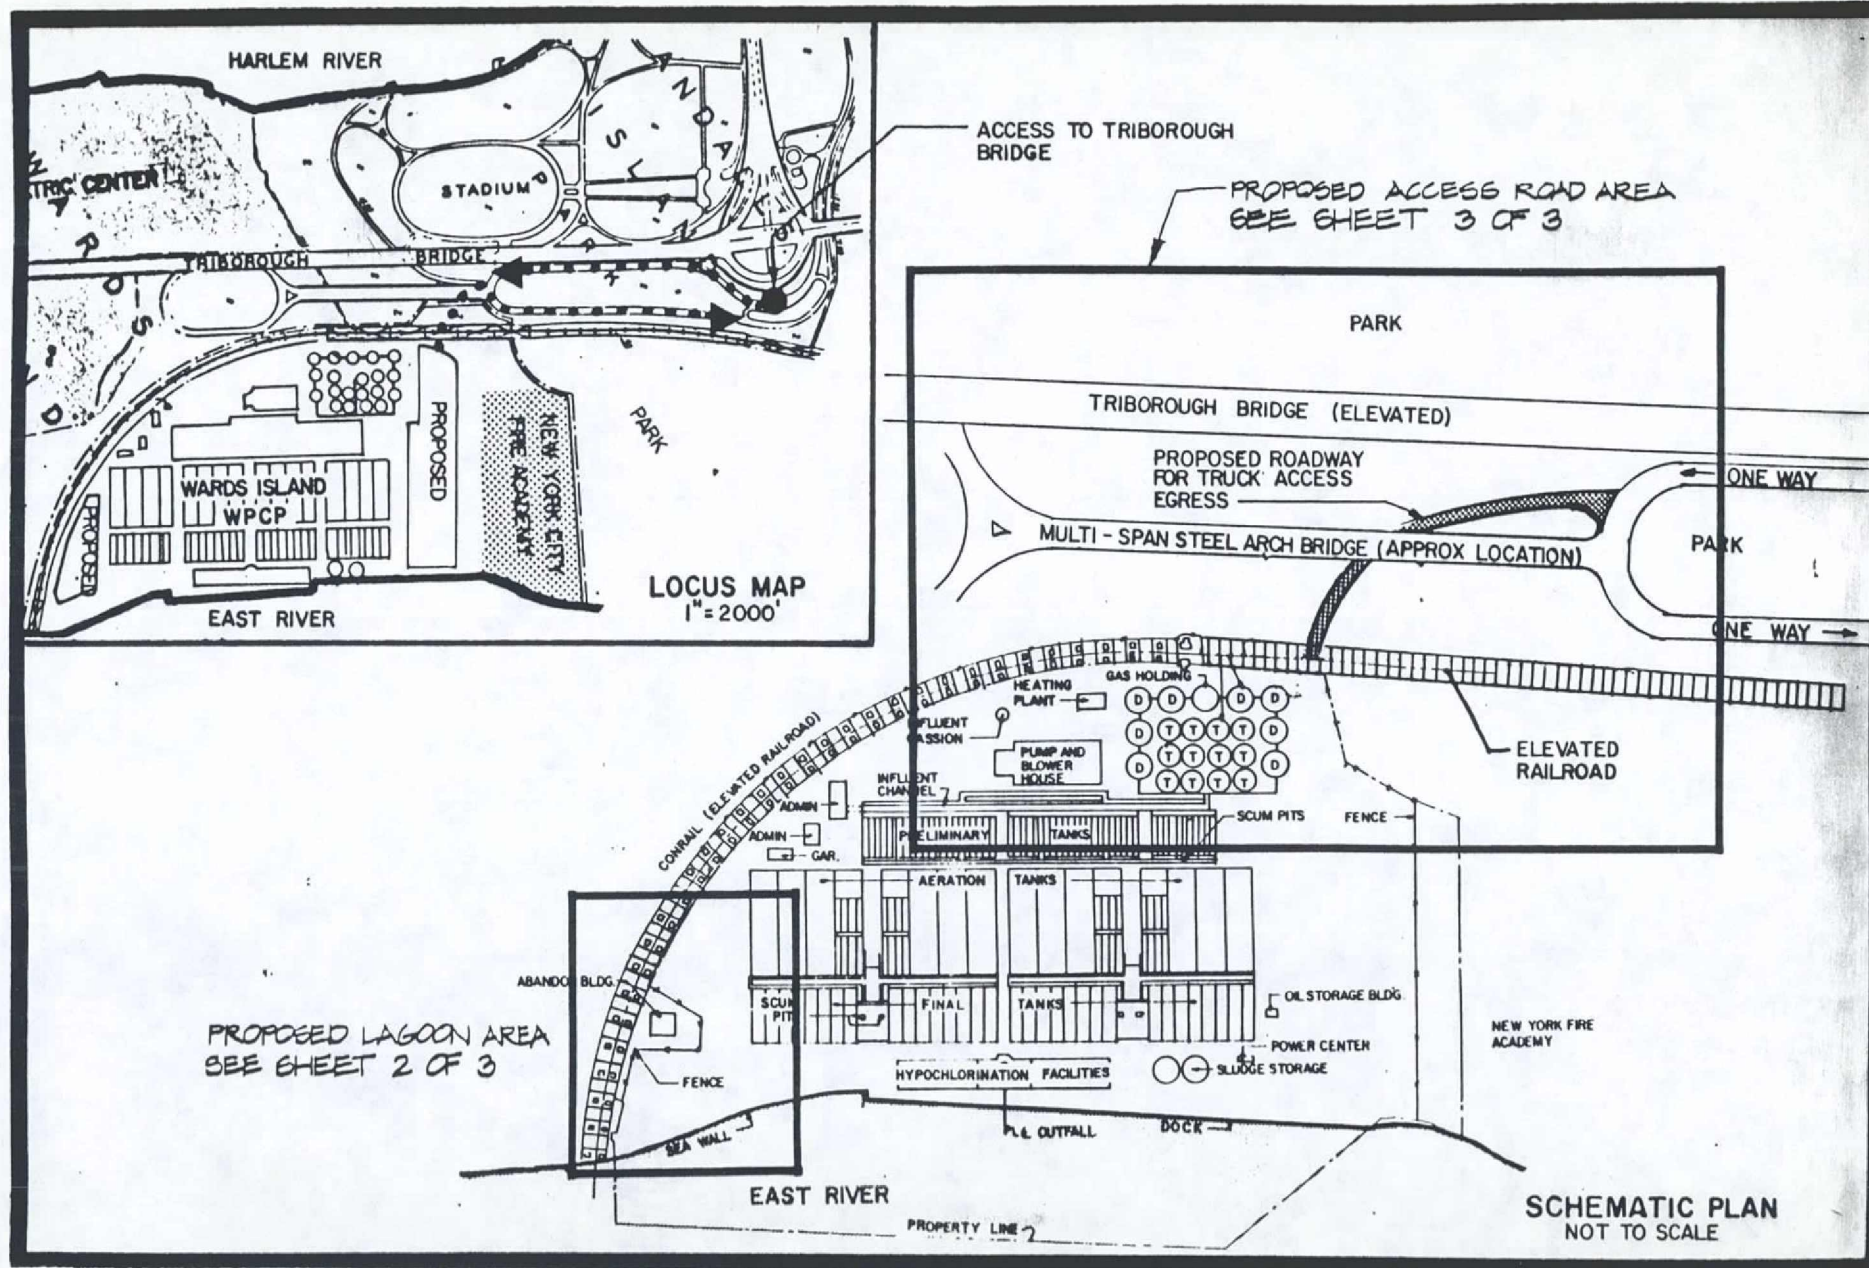 HARLEM RIVER
CENTER
STADIUM
TRIBOROUGH BRIDGE
PROPOSED
NEW YORK CITY
FIRE ACADEMY
PARK
WARDS ISLAND
WPCP
PROPOSED
EAST RIVER
LOCUS MAP
1"=2000'
ACCESS TO TRIBOROUGH
BRIDGE
PROPOSED ACCESS ROAD AREA
SEE SHEET 3 OF 3
PARK
TRIBOROUGH BRIDGE (ELEVATED)
PROPOSED ROADWAY
FOR TRUCK ACCESS
EGRESS
ONE WAY
MULTI-SPAN STEEL ARCH BRIDGE (APPROX LOCATION)
PARK
ONE WAY
GAS HOLDING
HEATING
PLANT
D D D D
D T T T T D
D T T T T D
T T T T
PUMP AND
BLOWER
HOUSE
ELEVATED
RAILROAD
CONRAIL (ELEVATED RAILROAD)
INFLUENT
CHANNEL
ADMIN
ADMIN
GAR.
PRELIMINARY TANKS
SCUM PITS
FENCE
AERATION TANKS
ABANDO BLDG.
SCUM
PIT
FINAL TANKS
OIL STORAGE BLDG.
PROPOSED LAGOON AREA
SEE SHEET 2 OF 3
NEW YORK FIRE
ACADEMY
POWER CENTER
HYPOCHLORINATION FACILITIES
SLUDGE STORAGE
FENCE
SEA WALL
OUTFALL
DOCK
EAST RIVER
PROPERTY LINE
SCHEMATIC PLAN
NOT TO SCALE